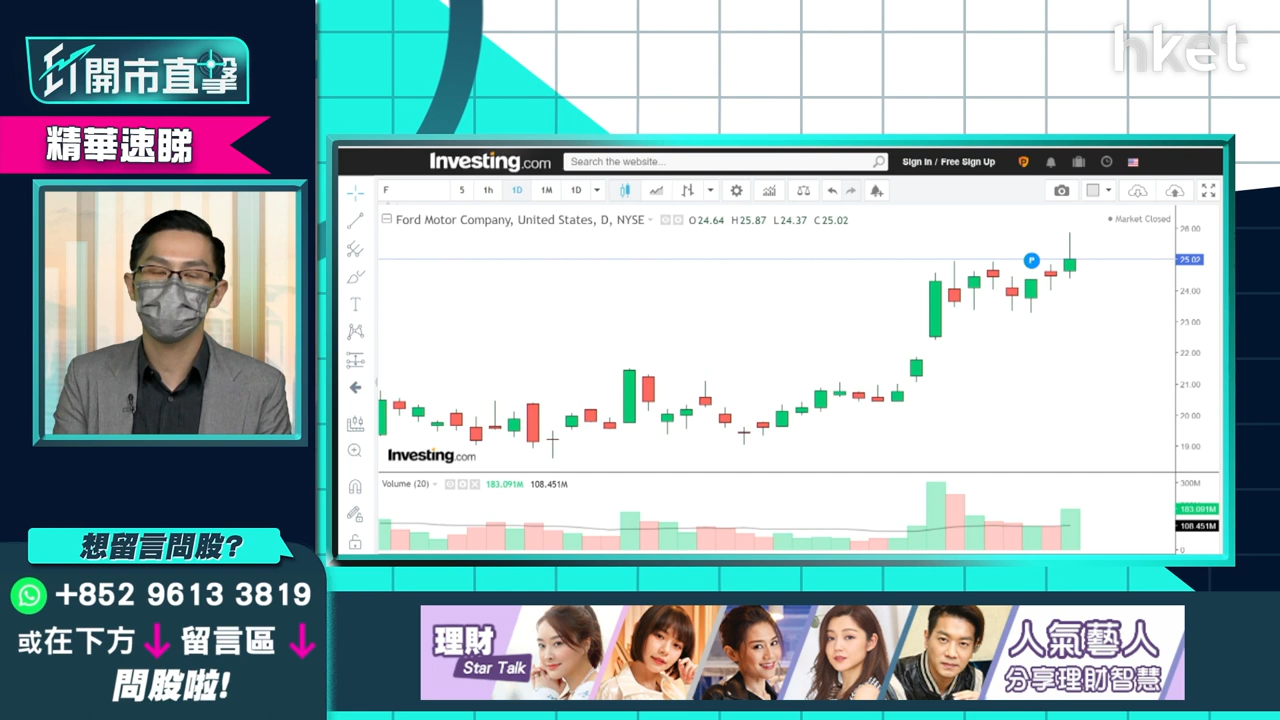 ET開市直擊
hket
精華速睇
Investing.com
Search the website...
Sign In / Free Sign Up
F
5
1h
1D
1M
1D
Ford Motor Company, United States, D, NYSE
O24.64 H25.87 L24.37 C25.02
Market Closed
26.00
25.02
24.00
23.00
22.00
21.00
20.00
19.00
P
T
Investing.com
Volume (20)
183.091M
108.451M
300M
183.091M
108.451M
0
想留言問股?
+852 9613 3819
或在下方↓留言區↓
問股啦!
理財
Star Talk
人氣藝人
分享理財智慧